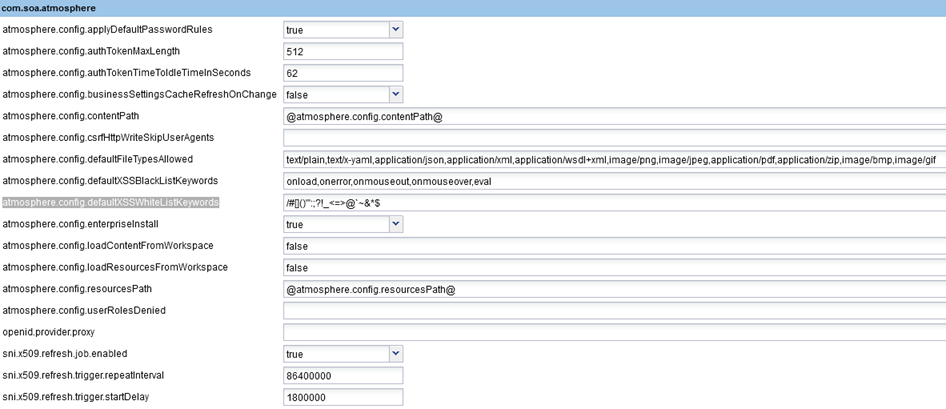 com.soa.atmosphere
atmosphere.config.applyDefaultPasswordRules true
atmosphere.config.authTokenMaxLength 512
atmosphere.config.authTokenTimeToIdleTimeInSeconds 62
atmosphere.config.businessSettingsCacheRefreshOnChange false
atmosphere.config.contentPath @atmosphere.config.contentPath@
atmosphere.config.csrfHttpWriteSkipUserAgents
atmosphere.config.defaultFileTypesAllowed text/plain,text/x-yaml,application/json,application/xml,application/wsdl+xml,image/png,image/jpeg,application/pdf,application/zip,image/bmp,image/gif
atmosphere.config.defaultXSSBlackListKeywords onload,onerror,onmouseout,onmouseover,eval
atmosphere.config.defaultXSSWhiteListKeywords /#[]()'":;?!_<=>@`~&*$
atmosphere.config.enterpriseInstall true
atmosphere.config.loadContentFromWorkspace false
atmosphere.config.loadResourcesFromWorkspace false
atmosphere.config.resourcesPath @atmosphere.config.resourcesPath@
atmosphere.config.userRolesDenied
openid.provider.proxy
sni.x509.refresh.job.enabled true
sni.x509.refresh.trigger.repeatInterval 86400000
sni.x509.refresh.trigger.startDelay 1800000